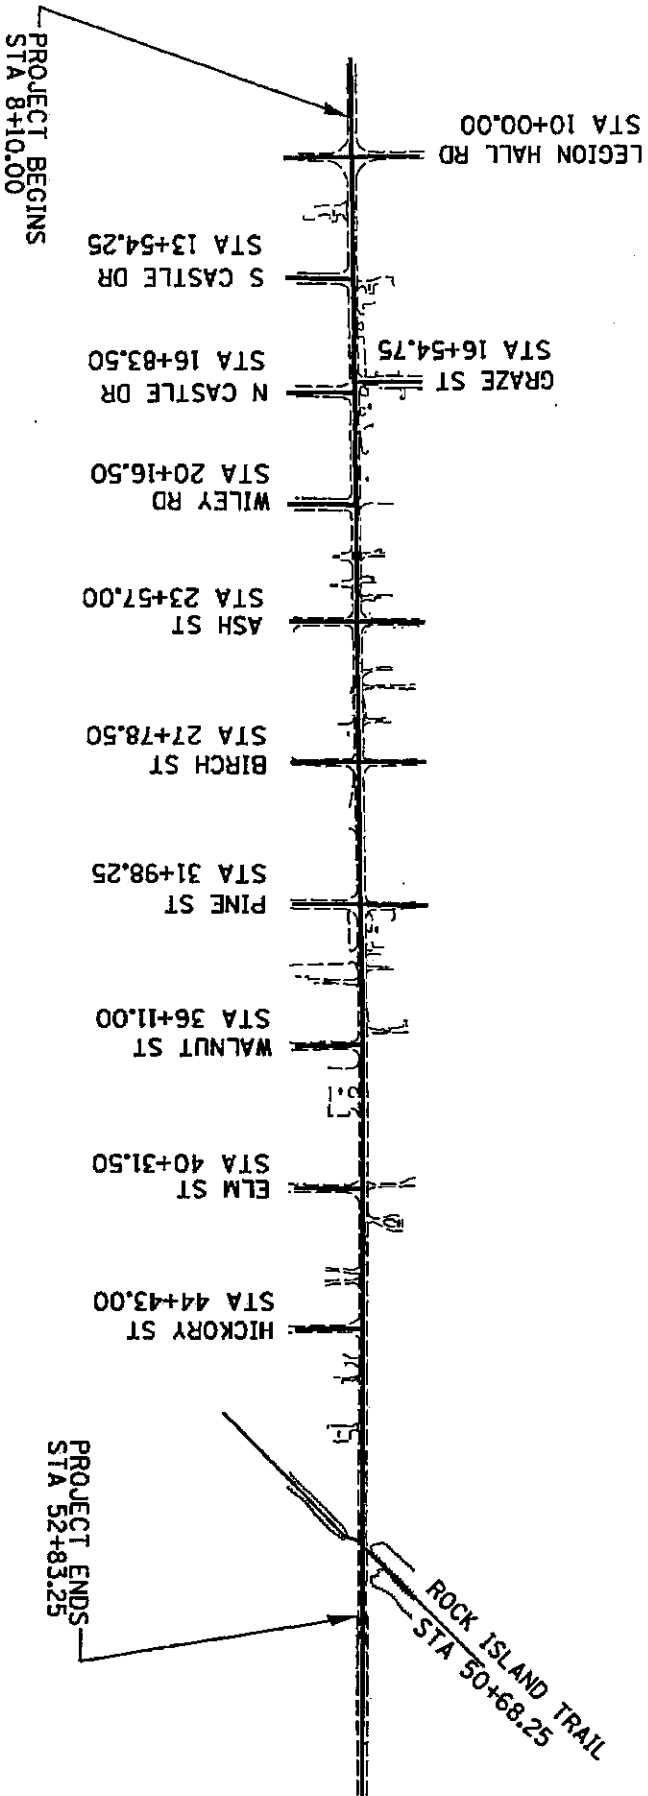 PROJECT BEGINS
STA 8+10.00
LEGION HALL RD
STA 10+00.00
S CASTLE DR
STA 13+54.25
GRAZE ST
STA 16+54.75
N CASTLE DR
STA 16+83.50
WILEY RD
STA 20+16.50
ASH ST
STA 23+57.00
BIRCH ST
STA 27+78.50
PINE ST
STA 31+98.25
WALNUT ST
STA 36+11.00
ELM ST
STA 40+31.50
HICKORY ST
STA 44+43.00
ROCK ISLAND TRAIL
STA 50+68.25
PROJECT ENDS
STA 52+83.25